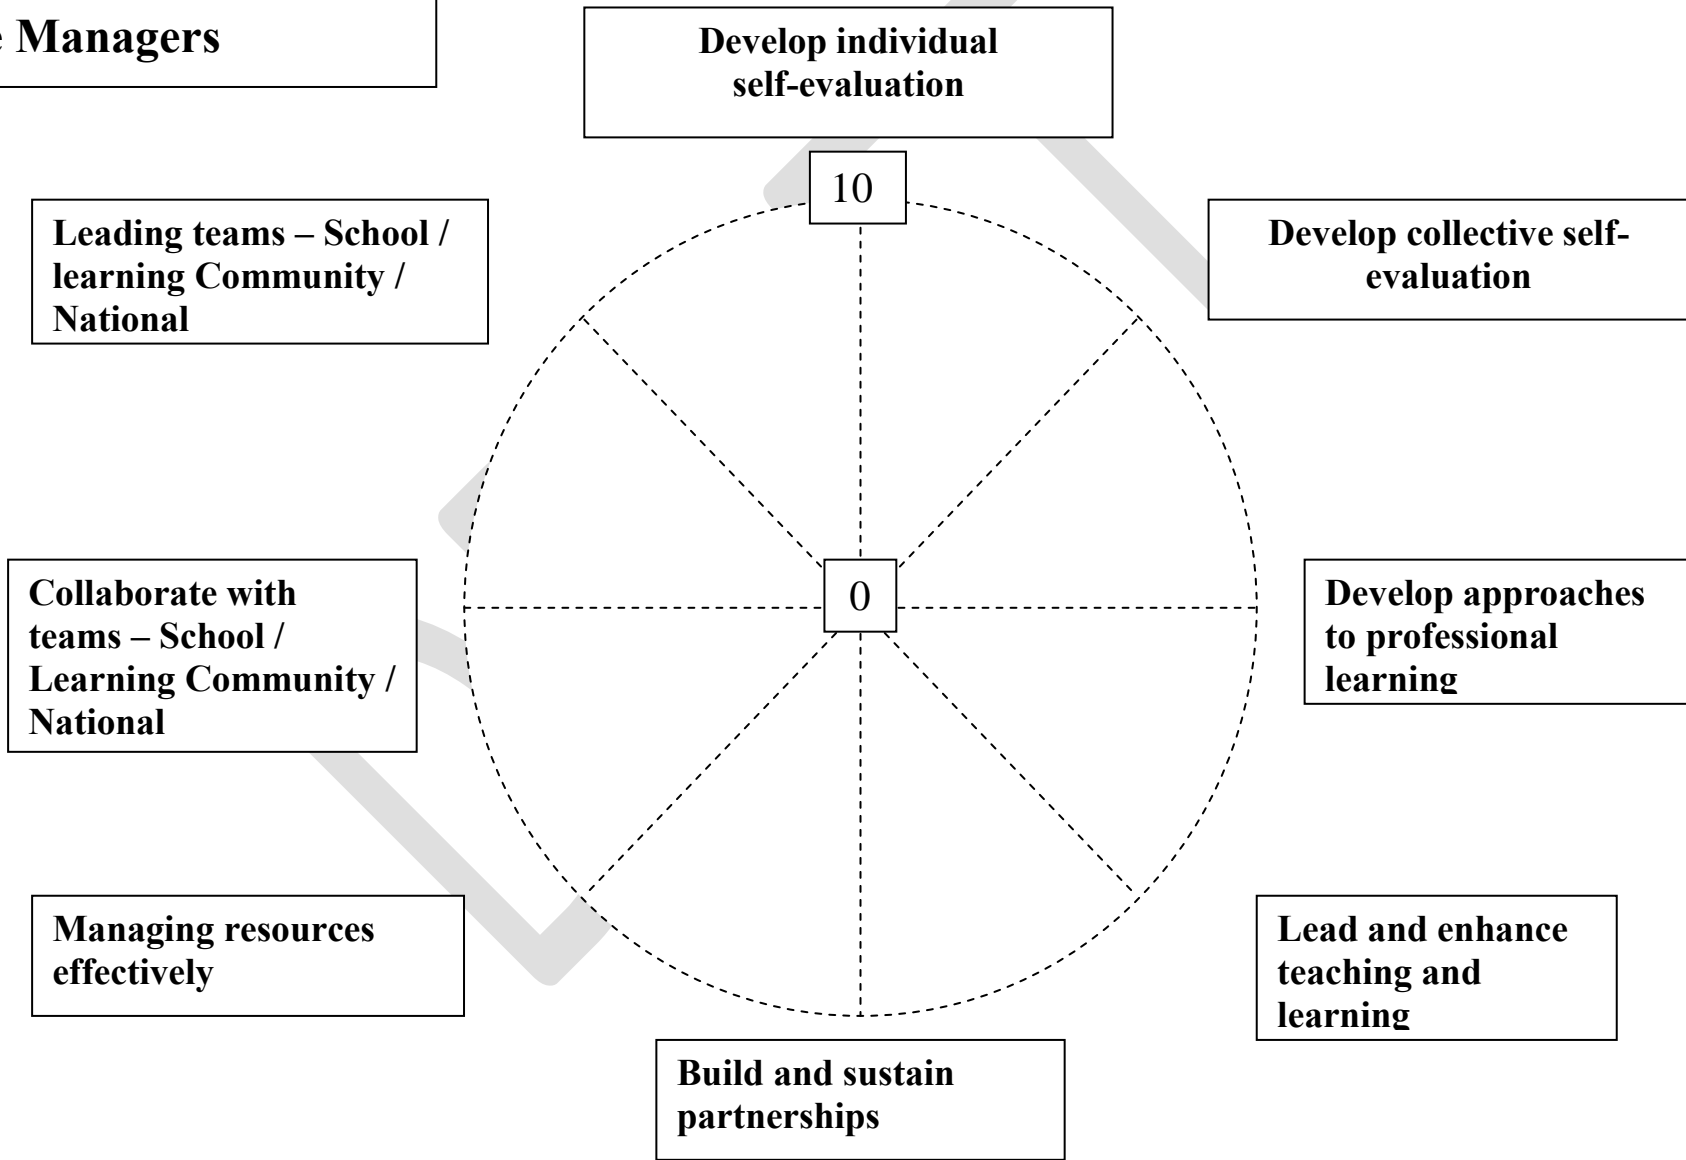 e Managers
Develop individual
self-evaluation
10
Leading teams – School /
learning Community /
National
Develop collective self-
evaluation
Collaborate with
teams – School /
Learning Community /
National
0
Develop approaches
to professional
learning
Managing resources
effectively
Lead and enhance
teaching and
learning
Build and sustain
partnerships